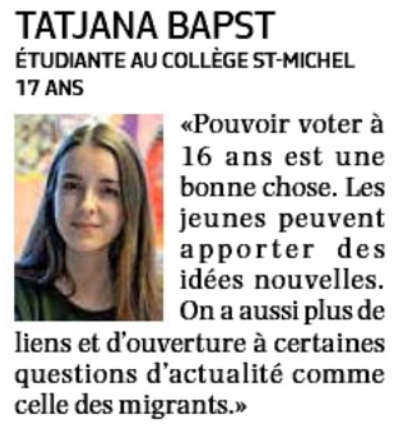 TATJANA BAPST
ÉTUDIANTE AU COLLÈGE ST-MICHEL
17 ANS
«Pouvoir voter à
16 ans est une
bonne chose. Les
jeunes peuvent
apporter des
idées nouvelles.
On a aussi plus de
liens et d’ouverture à certaines
questions d’actualité comme
celle des migrants.»